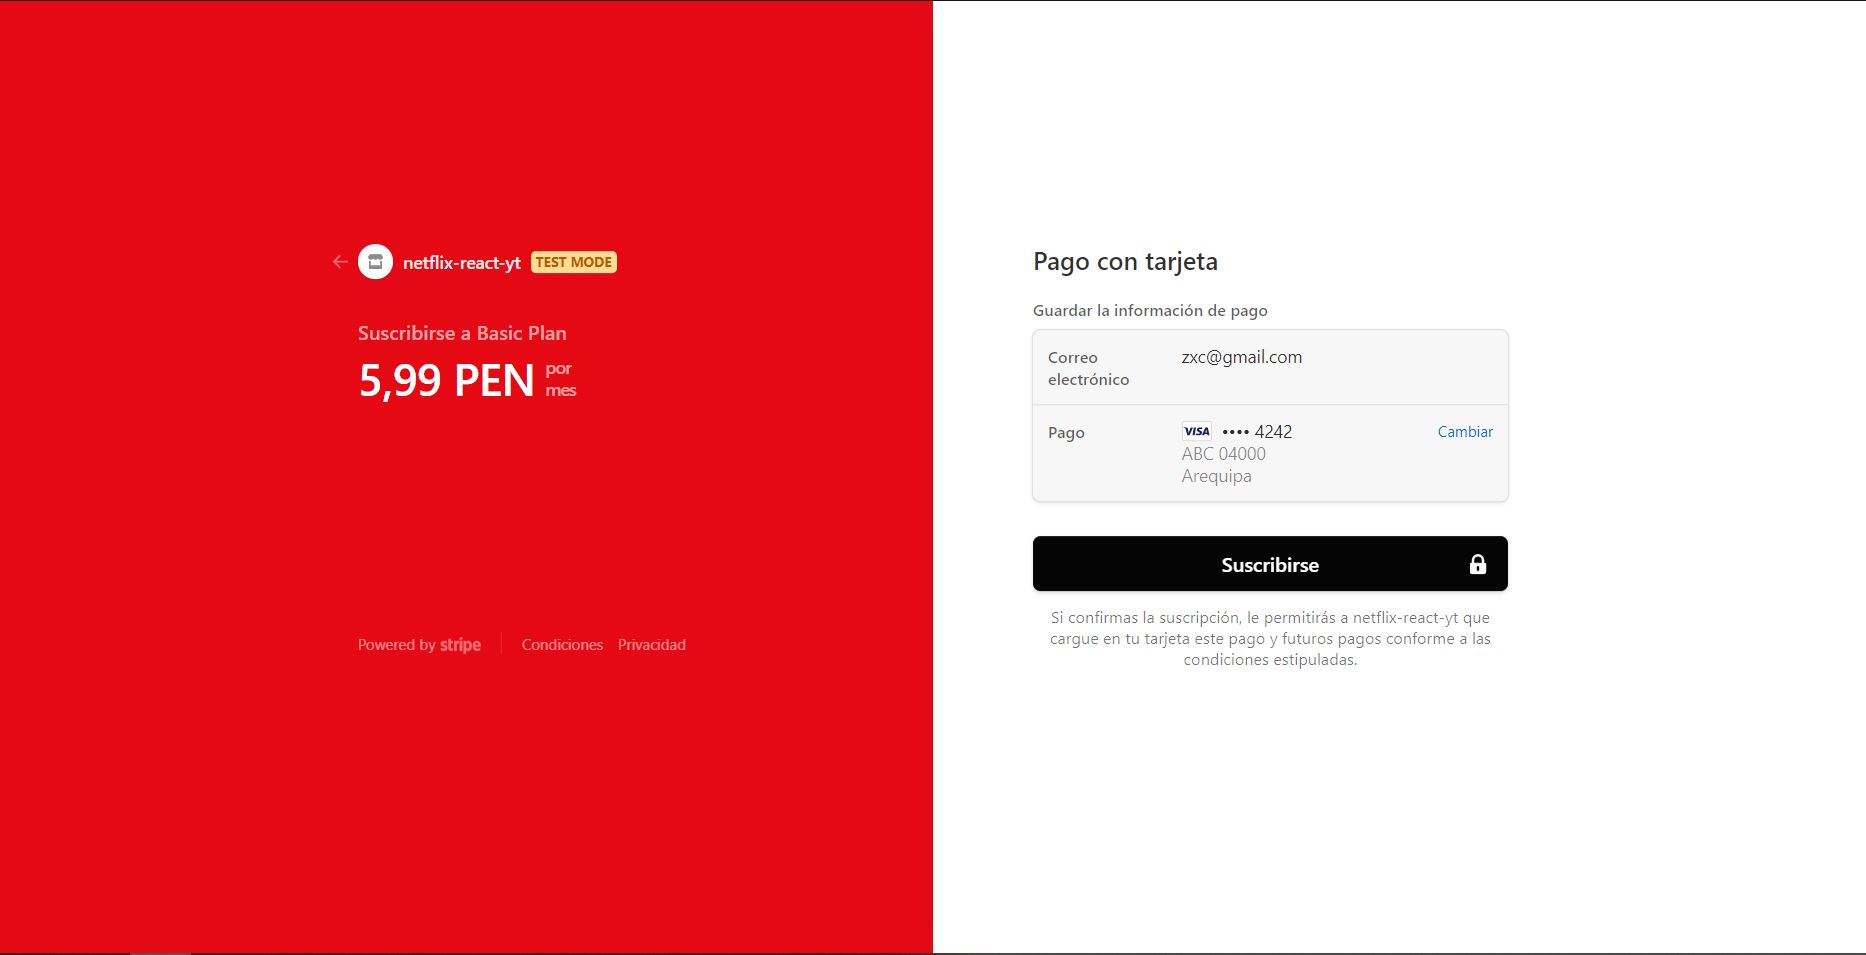 netflix-react-yt TEST MODE
Suscribirse a Basic Plan
5,99 PEN por
mes
Powered by stripe Condiciones Privacidad
Pago con tarjeta
Guardar la información de pago
Correo zxc@gmail.com
electrónico
Pago VISA •••• 4242 Cambiar
ABC 04000
Arequipa
Suscribirse
Si confirmas la suscripción, le permitirás a netflix-react-yt que
cargue en tu tarjeta este pago y futuros pagos conforme a las
condiciones estipuladas.